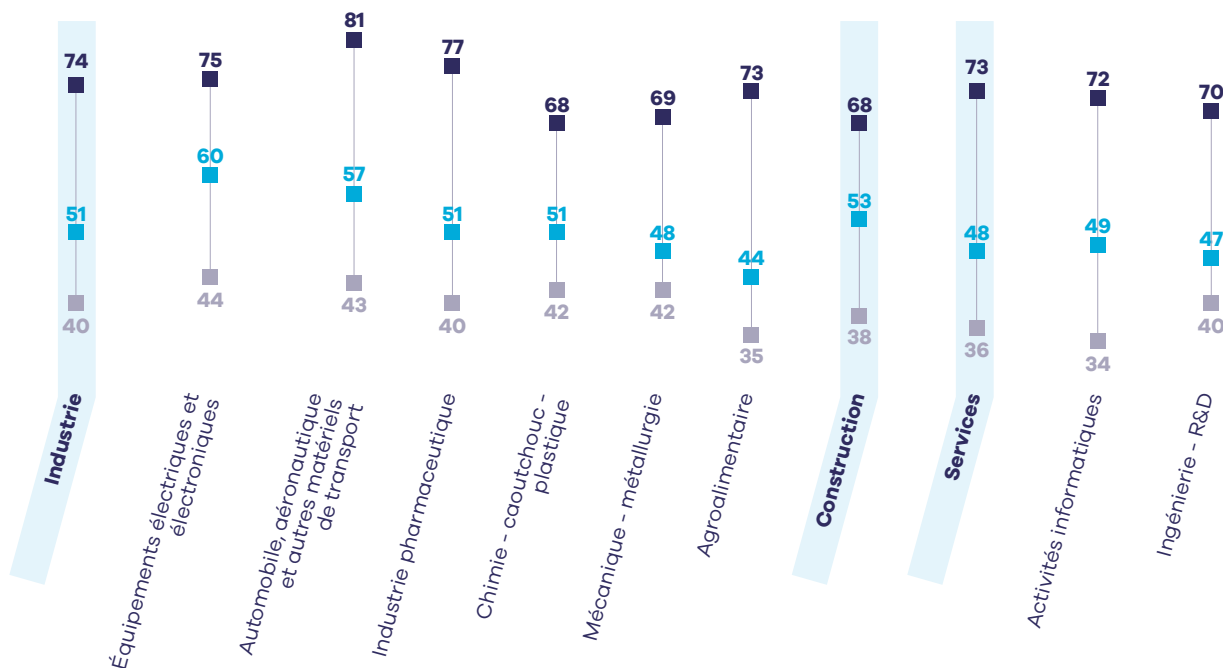 74
51
40
Industrie
75
60
44
Équipements électriques et
électroniques
81
57
43
Automobile, aéronautique
et autres matériels
de transport
77
51
40
Industrie pharmaceutique
68
51
42
Chimie - caoutchouc -
plastique
69
48
42
Mécanique - métallurgie
73
44
35
Agroalimentaire
68
53
38
Construction
73
48
36
Services
72
49
34
Activités informatiques
70
47
40
Ingénierie - R&D